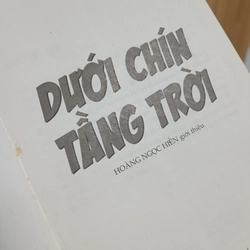 DƯỚI CHÍN
TẦNG TRỜI
HOÀNG NGỌC HIẾN giới thiệu